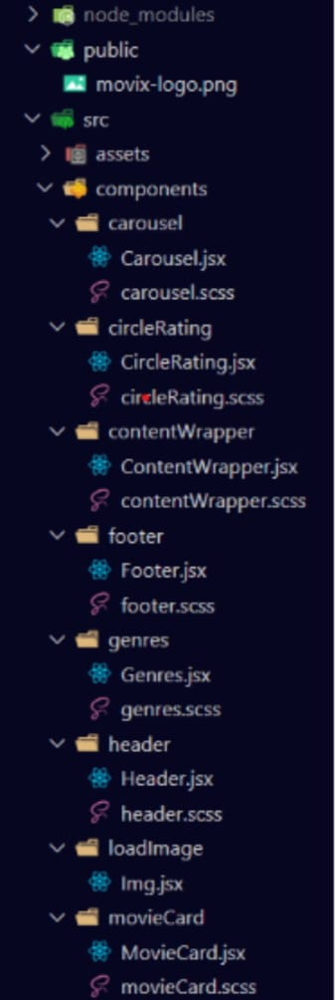 node_modules
public
movix-logo.png
src
assets
components
carousel
Carousel.jsx
carousel.scss
circleRating
CircleRating.jsx
circleRating.scss
contentWrapper
ContentWrapper.jsx
contentWrapper.scss
footer
Footer.jsx
footer.scss
genres
Genres.jsx
genres.scss
header
Header.jsx
header.scss
loadImage
Img.jsx
movieCard
MovieCard.jsx
movieCard.scss